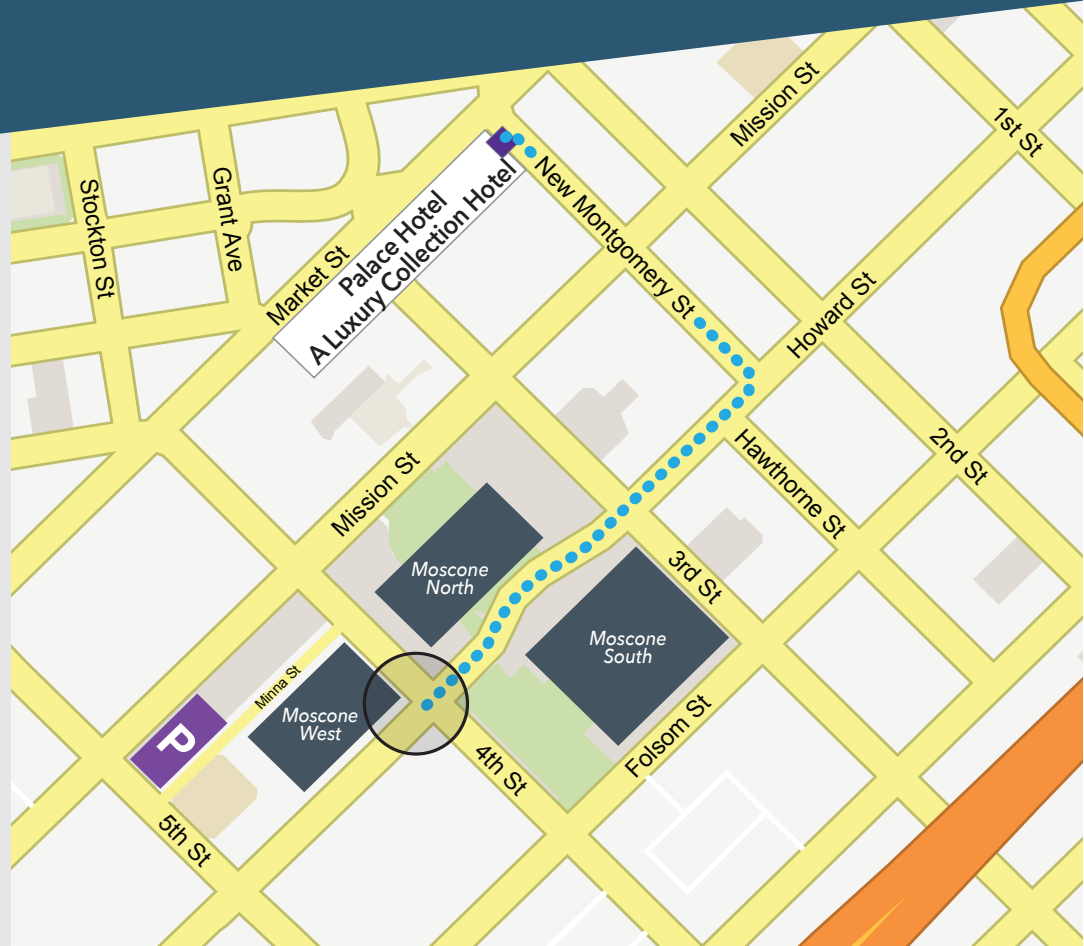 Mission St
1st St
Stockton St
Grant Ave
Market St
Palace Hotel
A Luxury Collection Hotel
New Montgomery St
Howard St
Hawthorne St
2nd St
Mission St
Moscone
North
3rd St
Moscone
South
Minna St
Moscone
West
P
4th St
Folsom St
5th St